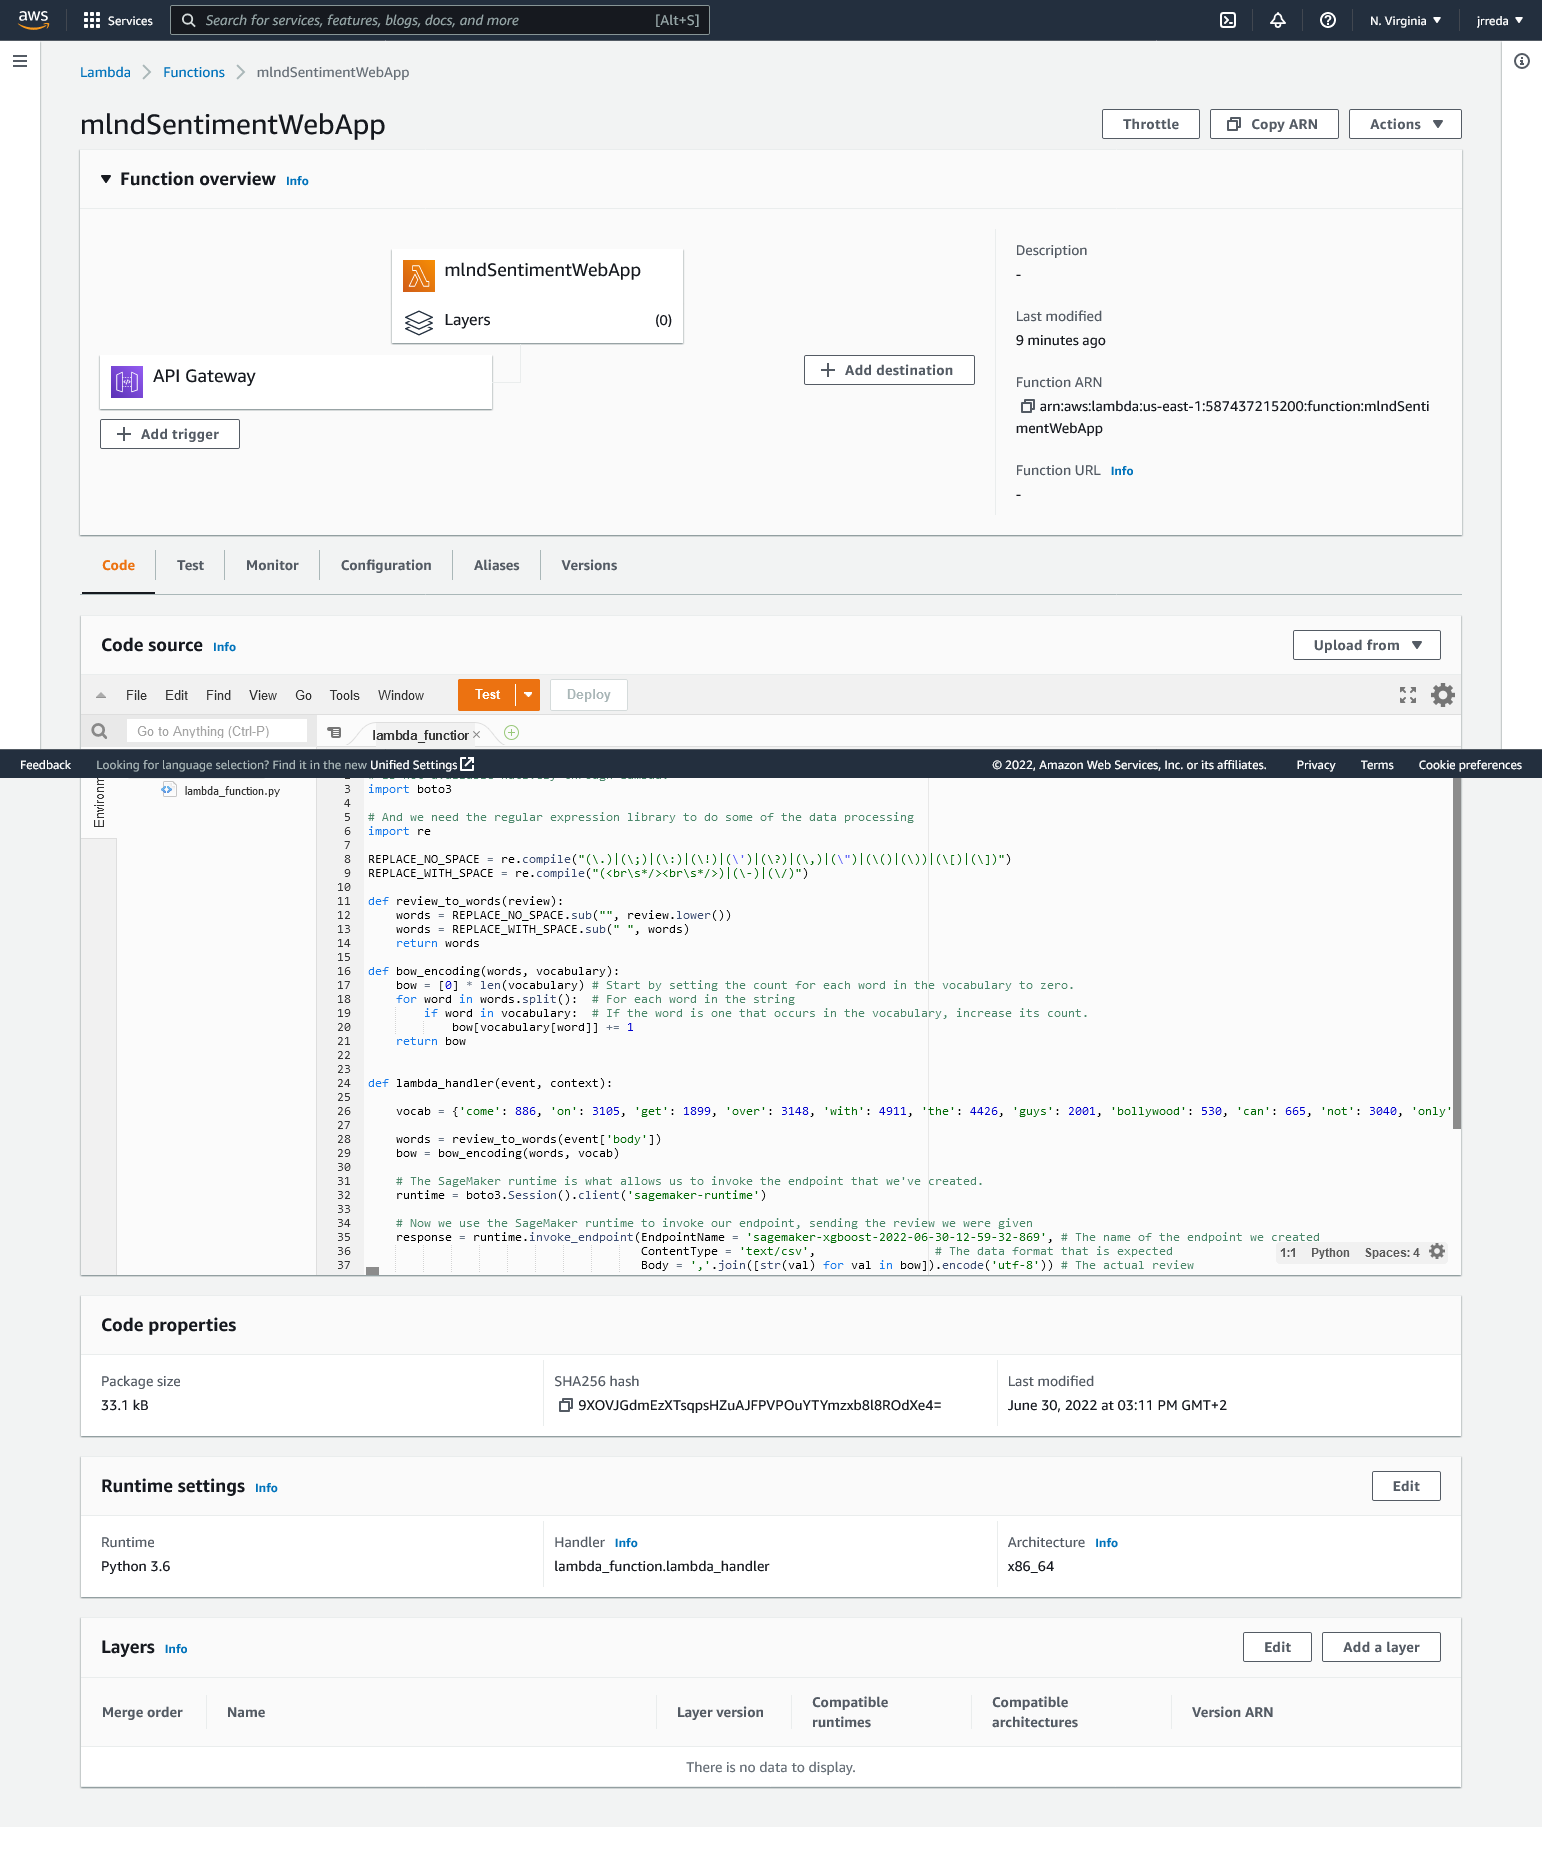 aws
Services
Search for services, features, blogs, docs, and more
[Alt+S]
N. Virginia
jrreda
Lambda
Functions
mlndSentimentWebApp
mlndSentimentWebApp
Throttle
Copy ARN
Actions
Function overview Info
mlndSentimentWebApp
Layers
(0)
API Gateway
Add trigger
Add destination
Description
-
Last modified
9 minutes ago
Function ARN
arn:aws:lambda:us-east-1:587437215200:function:mlndSenti
mentWebApp
Function URL Info
-
Code
Test
Monitor
Configuration
Aliases
Versions
Code source Info
Upload from
File
Edit
Find
View
Go
Tools
Window
Test
Deploy
Go to Anything (Ctrl-P)
lambda_functior
Feedback
Looking for language selection? Find it in the new Unified Settings
© 2022, Amazon Web Services, Inc. or its affiliates.
Privacy
Terms
Cookie preferences
Environm
lambda_function.py
3 import boto3
4
5 # And we need the regular expression library to do some of the data processing
6 import re
7
8 REPLACE_NO_SPACE = re.compile("(\.)|(\;)|(\:)|(\!)|(\')|(\?)|(\,)|(\")|(\()|(\))|(\[)|(\])")
9 REPLACE_WITH_SPACE = re.compile("(<br\s*/><br\s*/>)|(\-)|(\/)")
10
11 def review_to_words(review):
12 words = REPLACE_NO_SPACE.sub("", review.lower())
13 words = REPLACE_WITH_SPACE.sub(" ", words)
14 return words
15
16 def bow_encoding(words, vocabulary):
17 bow = [0] * len(vocabulary) # Start by setting the count for each word in the vocabulary to zero.
18 for word in words.split():  # For each word in the string
19 if word in vocabulary:  # If the word is one that occurs in the vocabulary, increase its count.
20 bow[vocabulary[word]] += 1
21 return bow
22
23
24 def lambda_handler(event, context):
25
26 vocab = {'come': 886, 'on': 3105, 'get': 1899, 'over': 3148, 'with': 4911, 'the': 4426, 'guys': 2001, 'bollywood': 530, 'can': 665, 'not': 3040, 'only'
27
28 words = review_to_words(event['body'])
29 bow = bow_encoding(words, vocab)
30
31 # The SageMaker runtime is what allows us to invoke the endpoint that we've created.
32 runtime = boto3.Session().client('sagemaker-runtime')
33
34 # Now we use the SageMaker runtime to invoke our endpoint, sending the review we were given
35 response = runtime.invoke_endpoint(EndpointName = 'sagemaker-xgboost-2022-06-30-12-59-32-869', # The name of the endpoint we created
36 ContentType = 'text/csv', # The data format that is expected
37 Body = ','.join([str(val) for val in bow]).encode('utf-8')) # The actual review
1:1 Python Spaces: 4
Code properties
Package size
33.1 kB
SHA256 hash
9XOVJGdmEzXTsqpsHZuAJFPVPOuYTYmzxb8l8ROdXe4=
Last modified
June 30, 2022 at 03:11 PM GMT+2
Runtime settings Info
Edit
Runtime
Python 3.6
Handler Info
lambda_function.lambda_handler
Architecture Info
x86_64
Layers Info
Edit
Add a layer
Merge order
Name
Layer version
Compatible
runtimes
Compatible
architectures
Version ARN
There is no data to display.